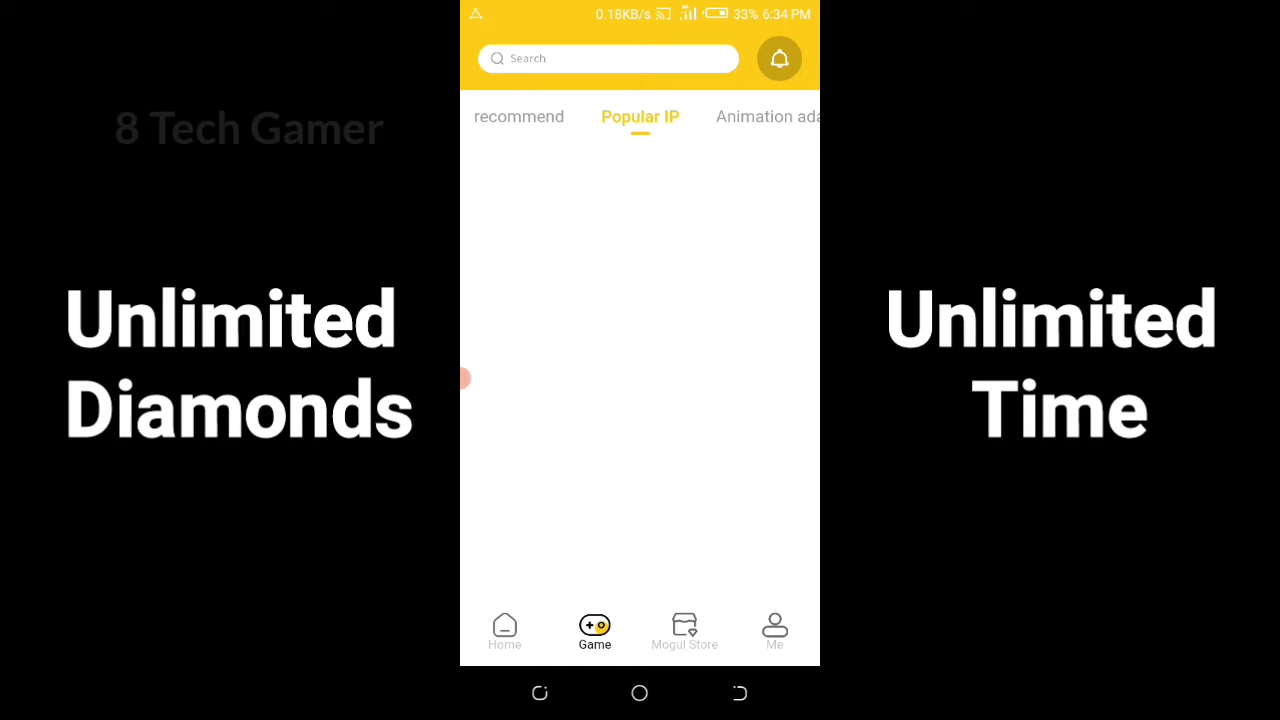 0.18KB/s 33% 6:34 PM
Search
recommend Popular IP Animation ada
8 Tech Gamer
Unlimited
Diamonds
Unlimited
Time
Home Game Mogul Store Me